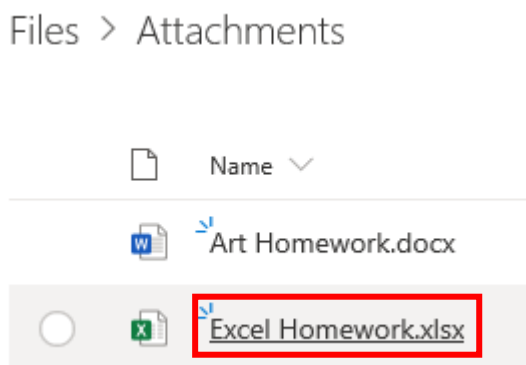 Files > Attachments
Name
Art Homework.docx
Excel Homework.xlsx